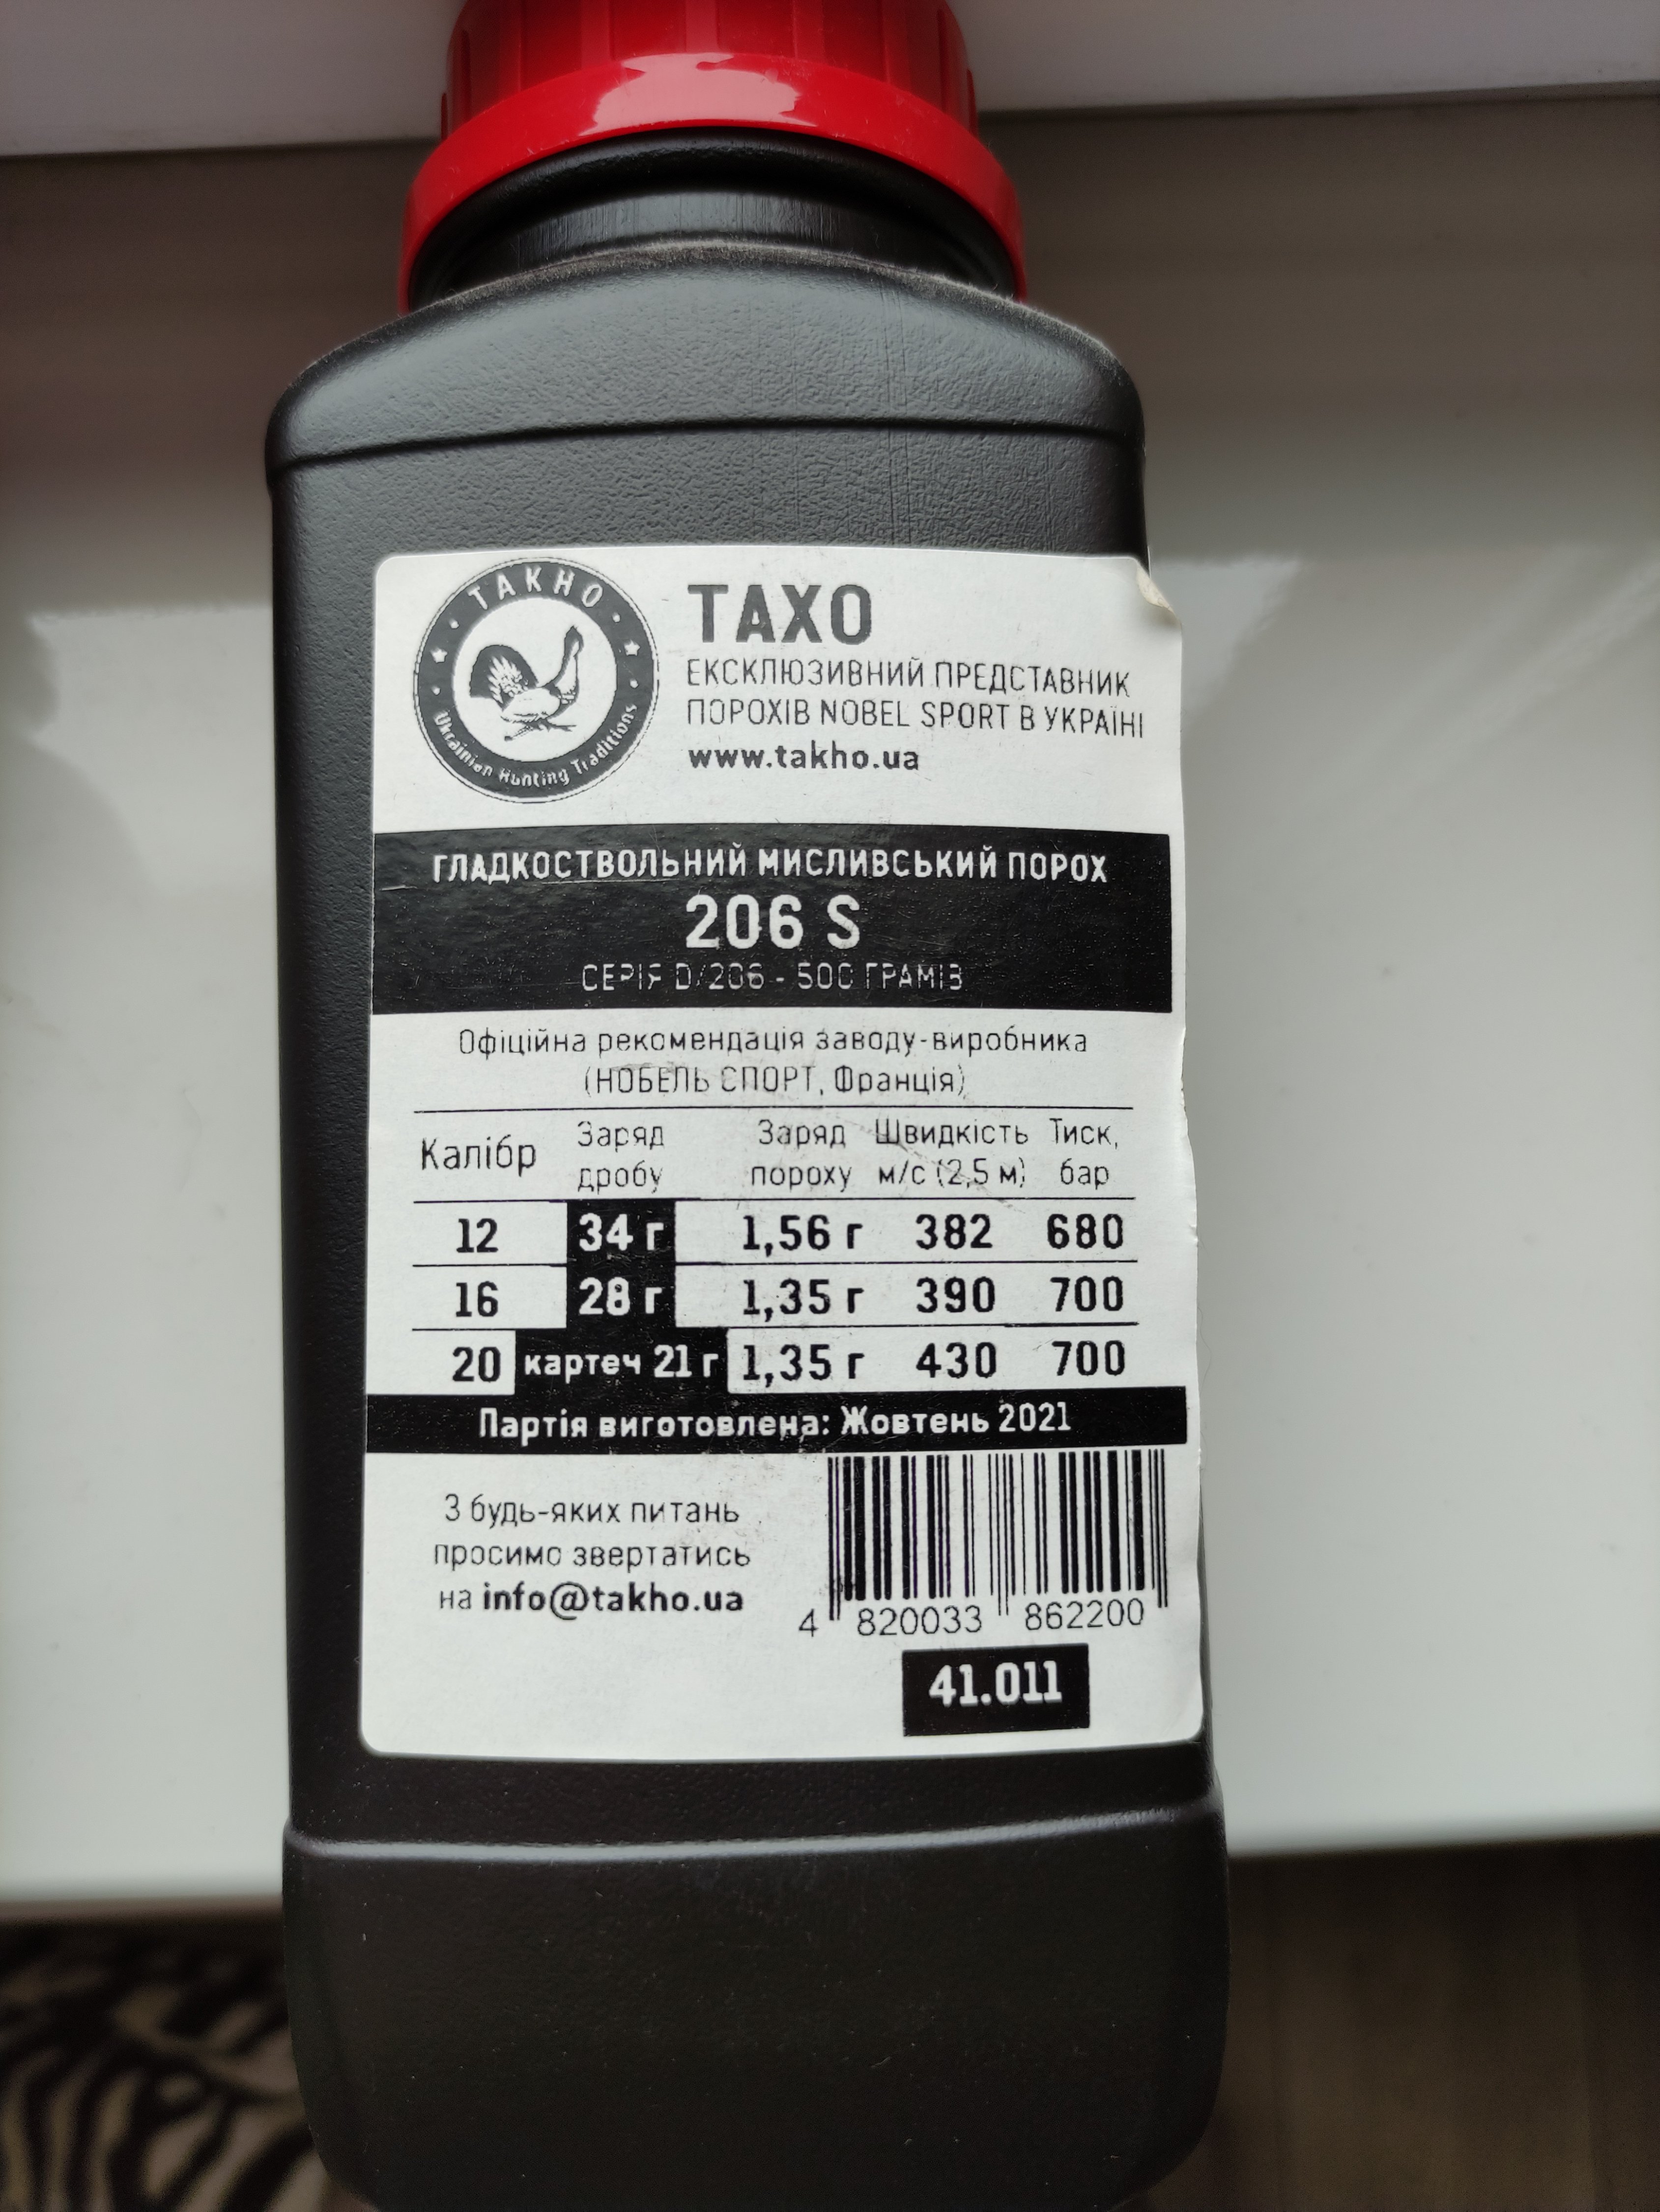 TAKHO
Ukrainian Hunting Traditions
ТАХО
ЕКСКЛЮЗИВНИЙ ПРЕДСТАВНИК
ПОРОХІВ NOBEL SPORT В УКРАЇНІ
www.takho.ua
ГЛАДКОСТВОЛЬНИЙ МИСЛИВСЬКИЙ ПОРОХ
206 S
СЕРІЯ D/206 - 500 ГРАМІВ
Офіційна рекомендація заводу-виробника
(НОБЕЛЬ СПОРТ, Франція)
Калібр Заряд дробу Заряд пороху Швидкість м/с (2,5 м) Тиск, бар
12 34 г 1,56 г 382 680
16 28 г 1,35 г 390 700
20 картеч 21 г 1,35 г 430 700
Партія виготовлена: Жовтень 2021
З будь-яких питань
просимо звертатись
на info@takho.ua
4 820033 862200
41.011